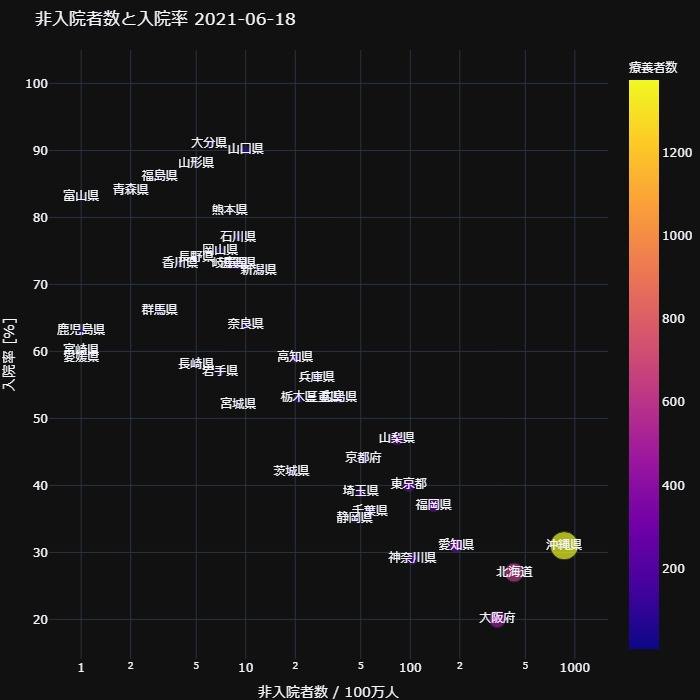 非入院者数と入院率 2021-06-18
療養者数
100
90
80
70
60
50
40
30
20
入院率 [%]
大分県
山口県
山形県
福島県
青森県
富山県
熊本県
石川県
岡山県
長野県
香川県
新潟県
群馬県
奈良県
鹿児島県
宮崎県
愛媛県
高知県
長崎県
岩手県
兵庫県
栃木県
宮城県
山梨県
京都府
茨城県
東京都
埼玉県
福岡県
千葉県
静岡県
愛知県
沖縄県
神奈川県
北海道
大阪府
1200
1000
800
600
400
200
1 2 5 10 2 5 100 2 5 1000
非入院者数 / 100万人